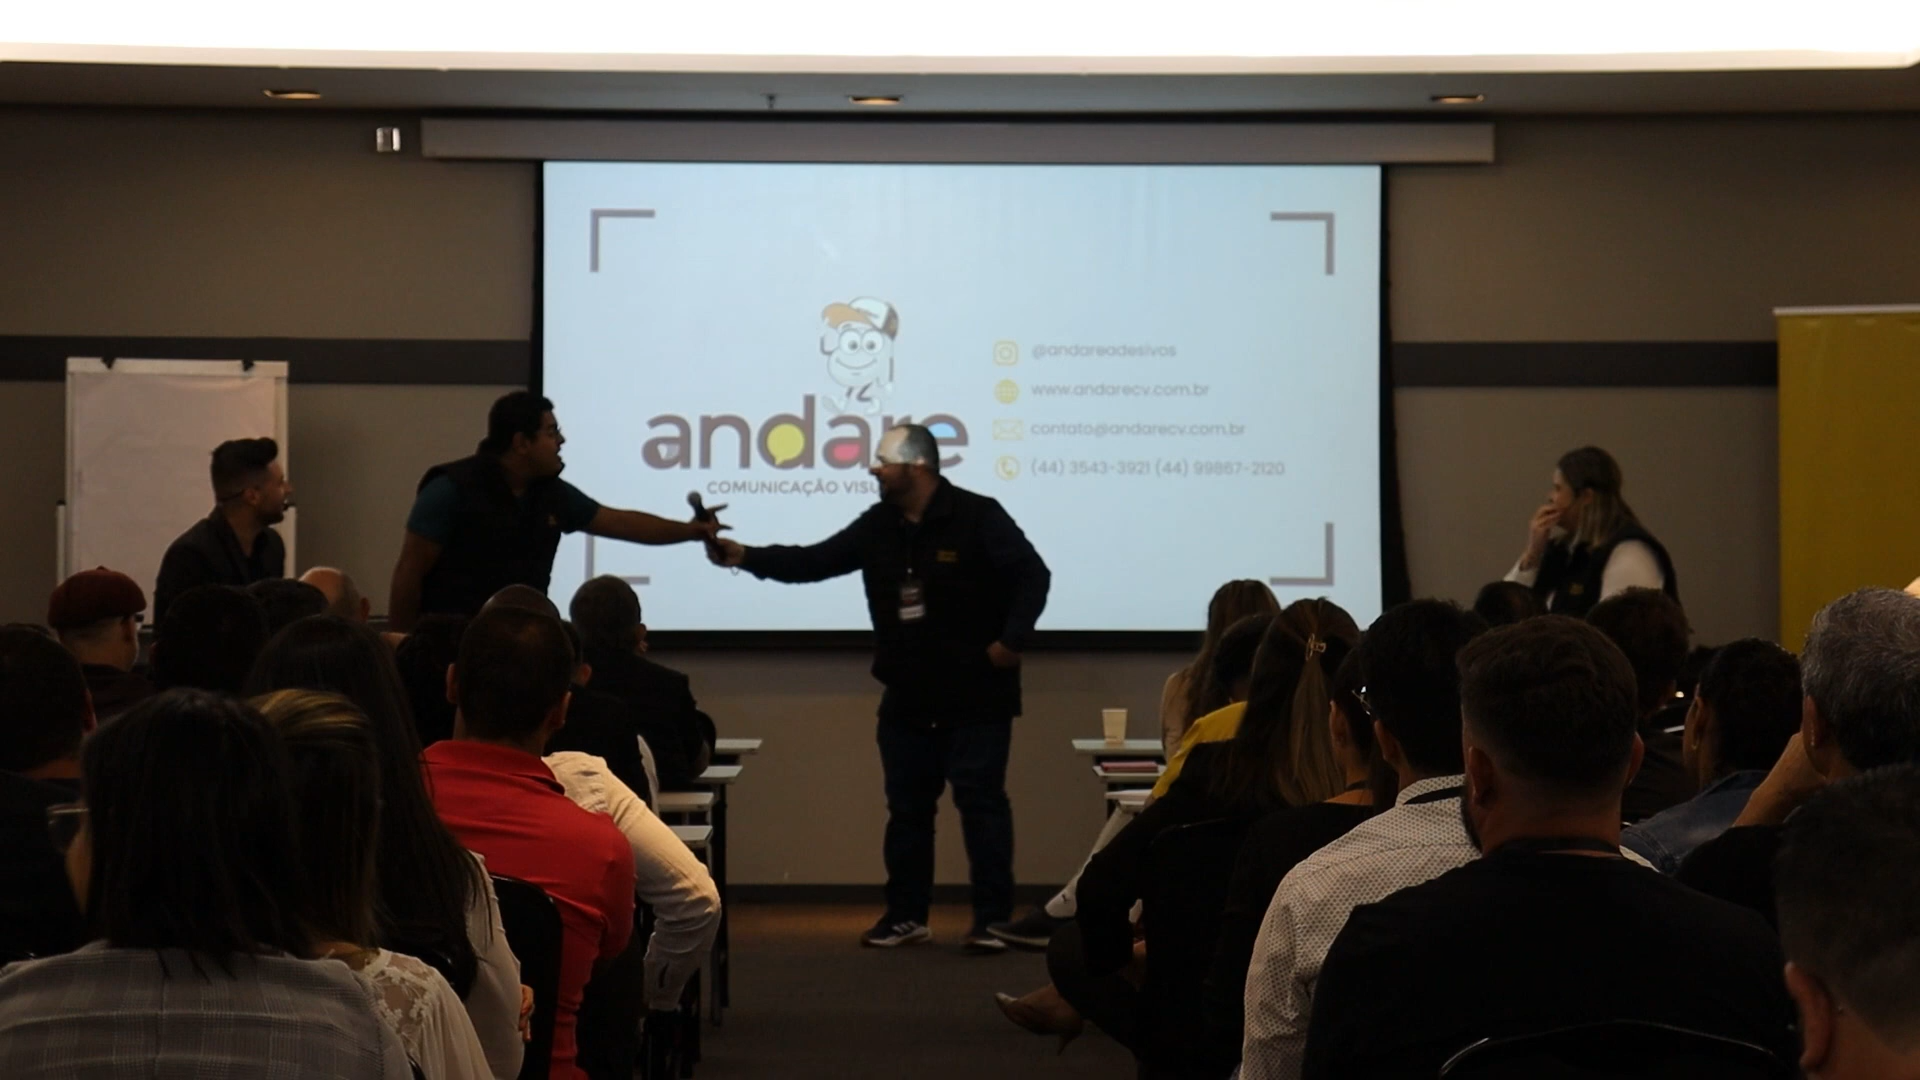 @andareadesivos
www.andarecv.com.br
contato@andarecv.com.br
(44) 3543-3921 (44) 99867-2120
andare
COMUNICAÇÃO VISU